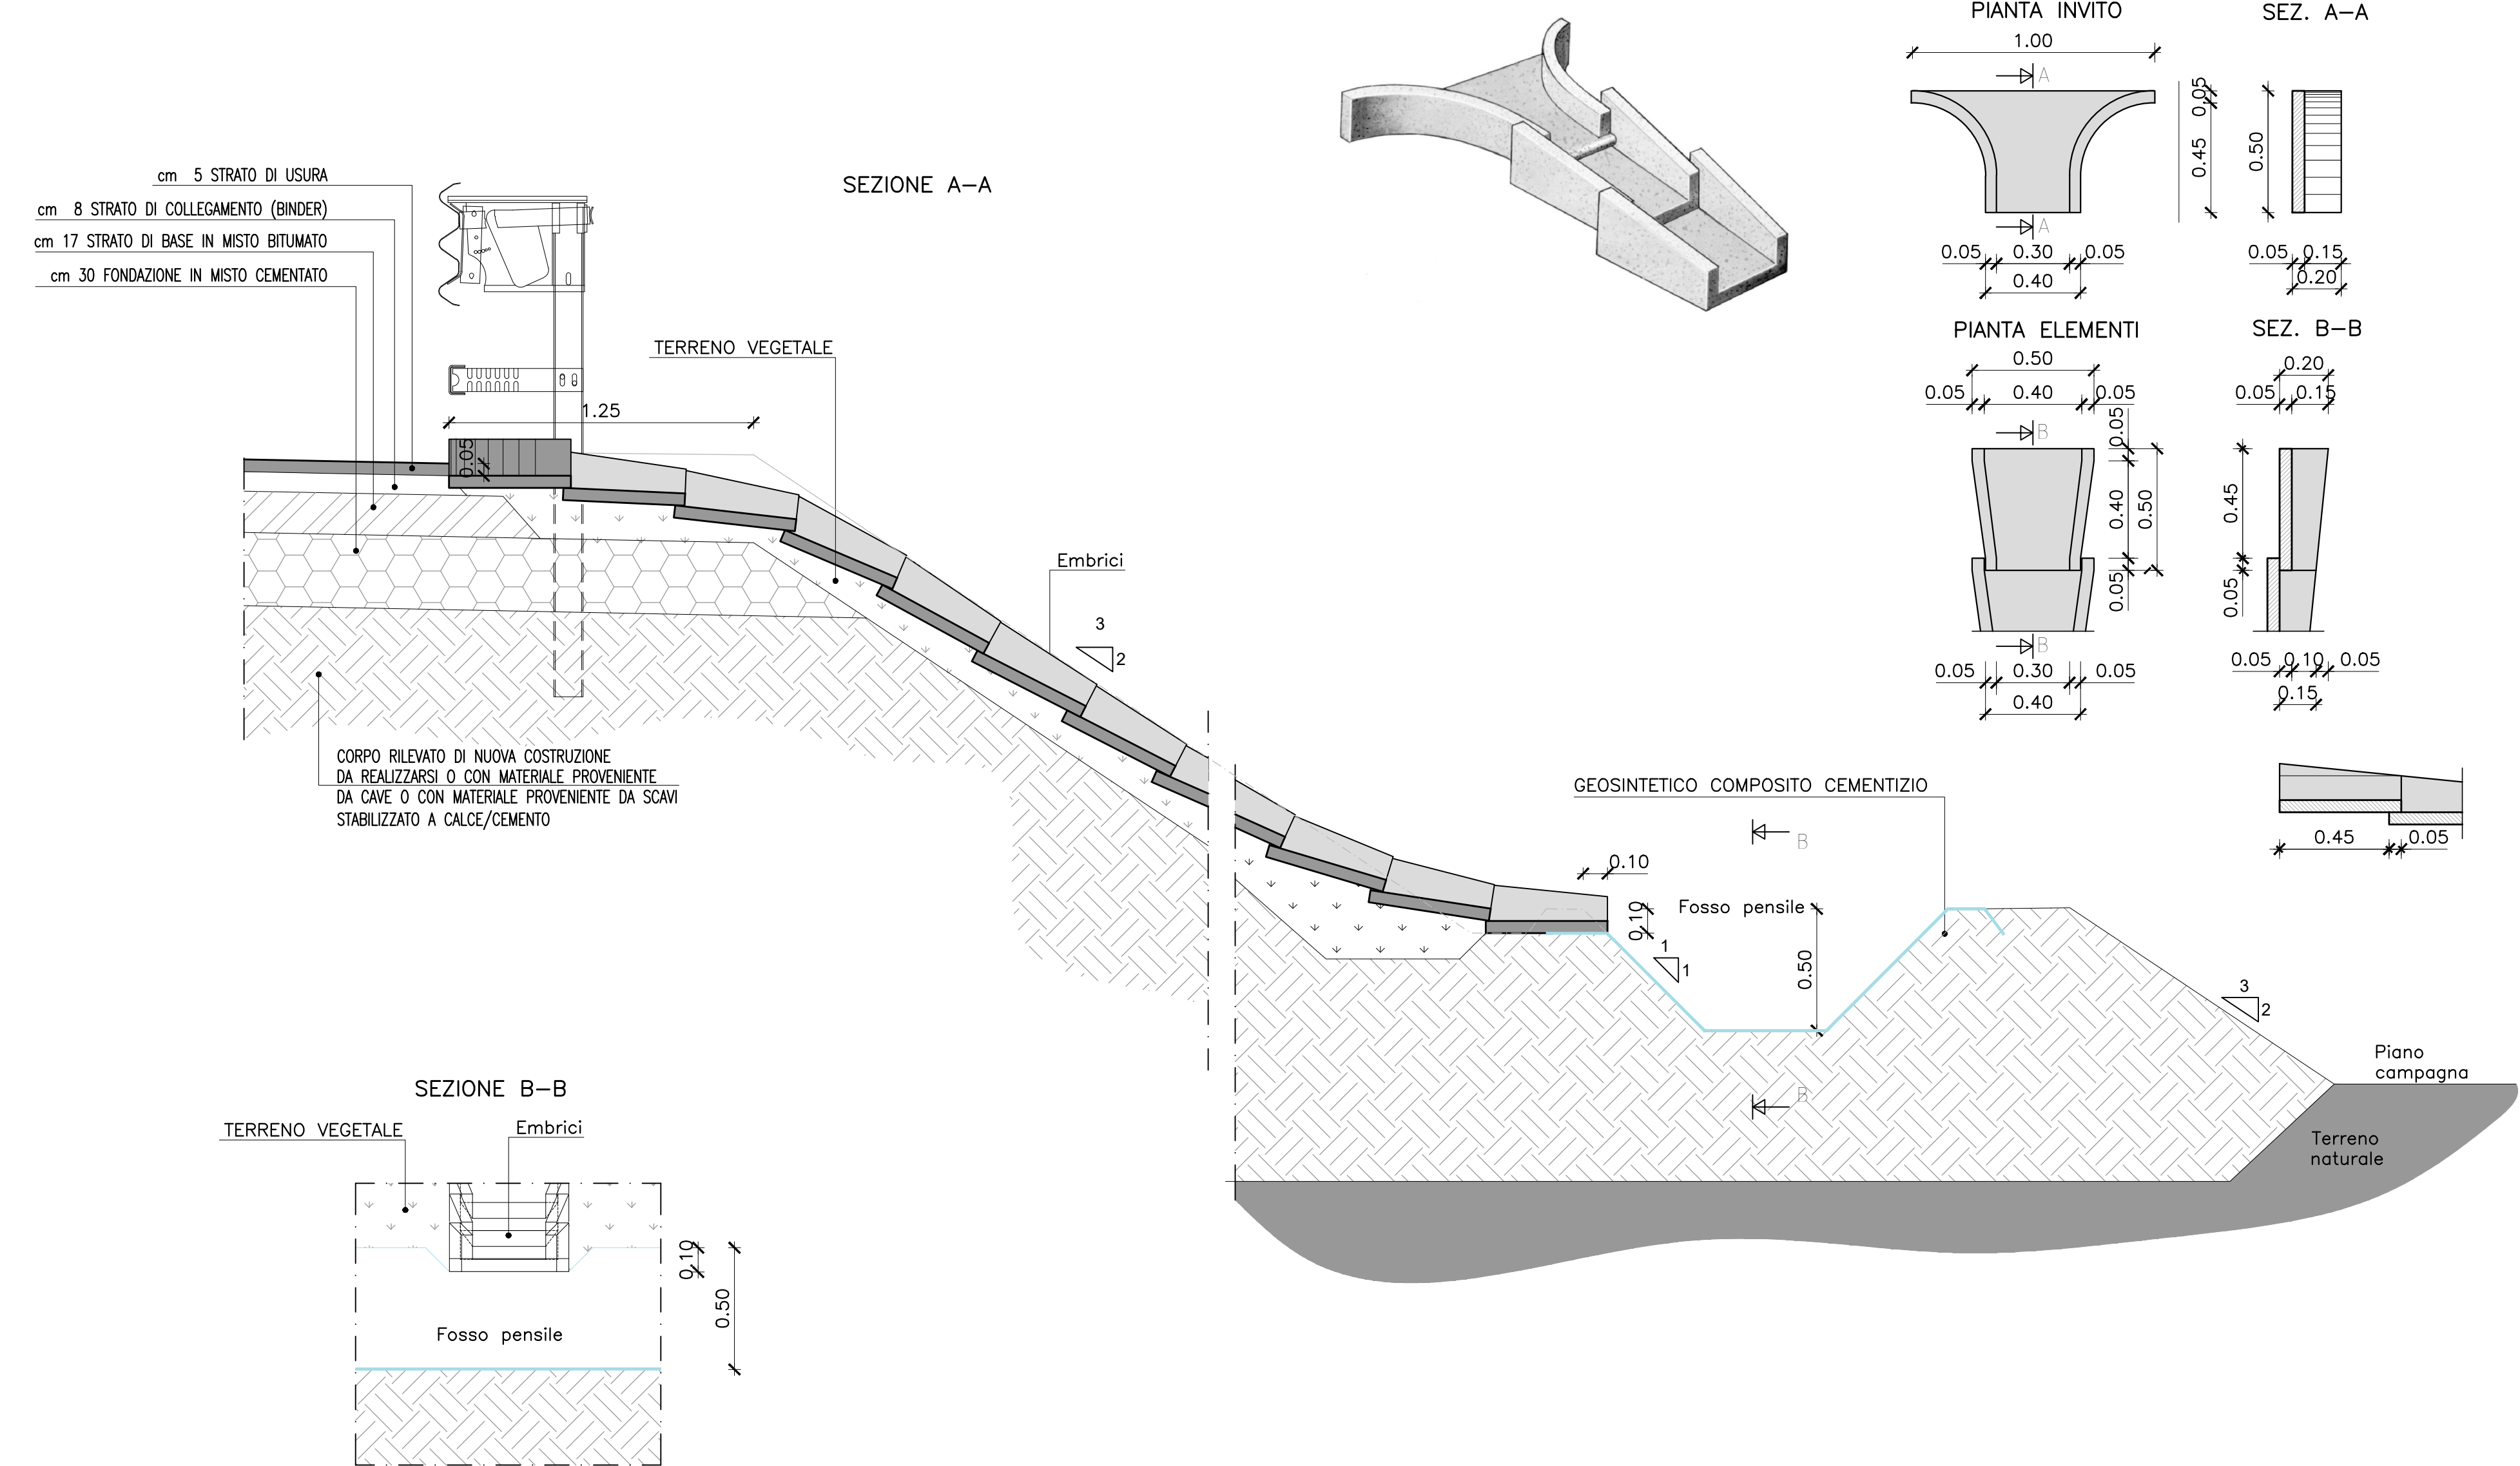 PIANTA INVITO
1.00
A
0.05
0.45
A
0.05 0.30 0.05
0.40
SEZ. A-A
0.50
0.05 0.15
0.20
SEZIONE A-A
cm 5 STRATO DI USURA
cm 8 STRATO DI COLLEGAMENTO (BINDER)
cm 17 STRATO DI BASE IN MISTO BITUMATO
cm 30 FONDAZIONE IN MISTO CEMENTATO
TERRENO VEGETALE
1.25
0.05
Embrici
3
2
CORPO RILEVATO DI NUOVA COSTRUZIONE
DA REALIZZARSI O CON MATERIALE PROVENIENTE
DA CAVE O CON MATERIALE PROVENIENTE DA SCAVI
STABILIZZATO A CALCE/CEMENTO
PIANTA ELEMENTI
0.50
0.05 0.40 0.05
B
0.05
0.40
0.50
0.05
B
0.05 0.30 0.05
0.40
SEZ. B-B
0.20
0.05 0.15
0.45
0.05
0.05 0.10 0.05
0.15
0.45 0.05
GEOSINTETICO COMPOSITO CEMENTIZIO
B
0.10
0.10
Fosso pensile
1
1
0.50
3
2
B
Piano
campagna
Terreno
naturale
SEZIONE B-B
TERRENO VEGETALE
Embrici
0.10
0.50
Fosso pensile